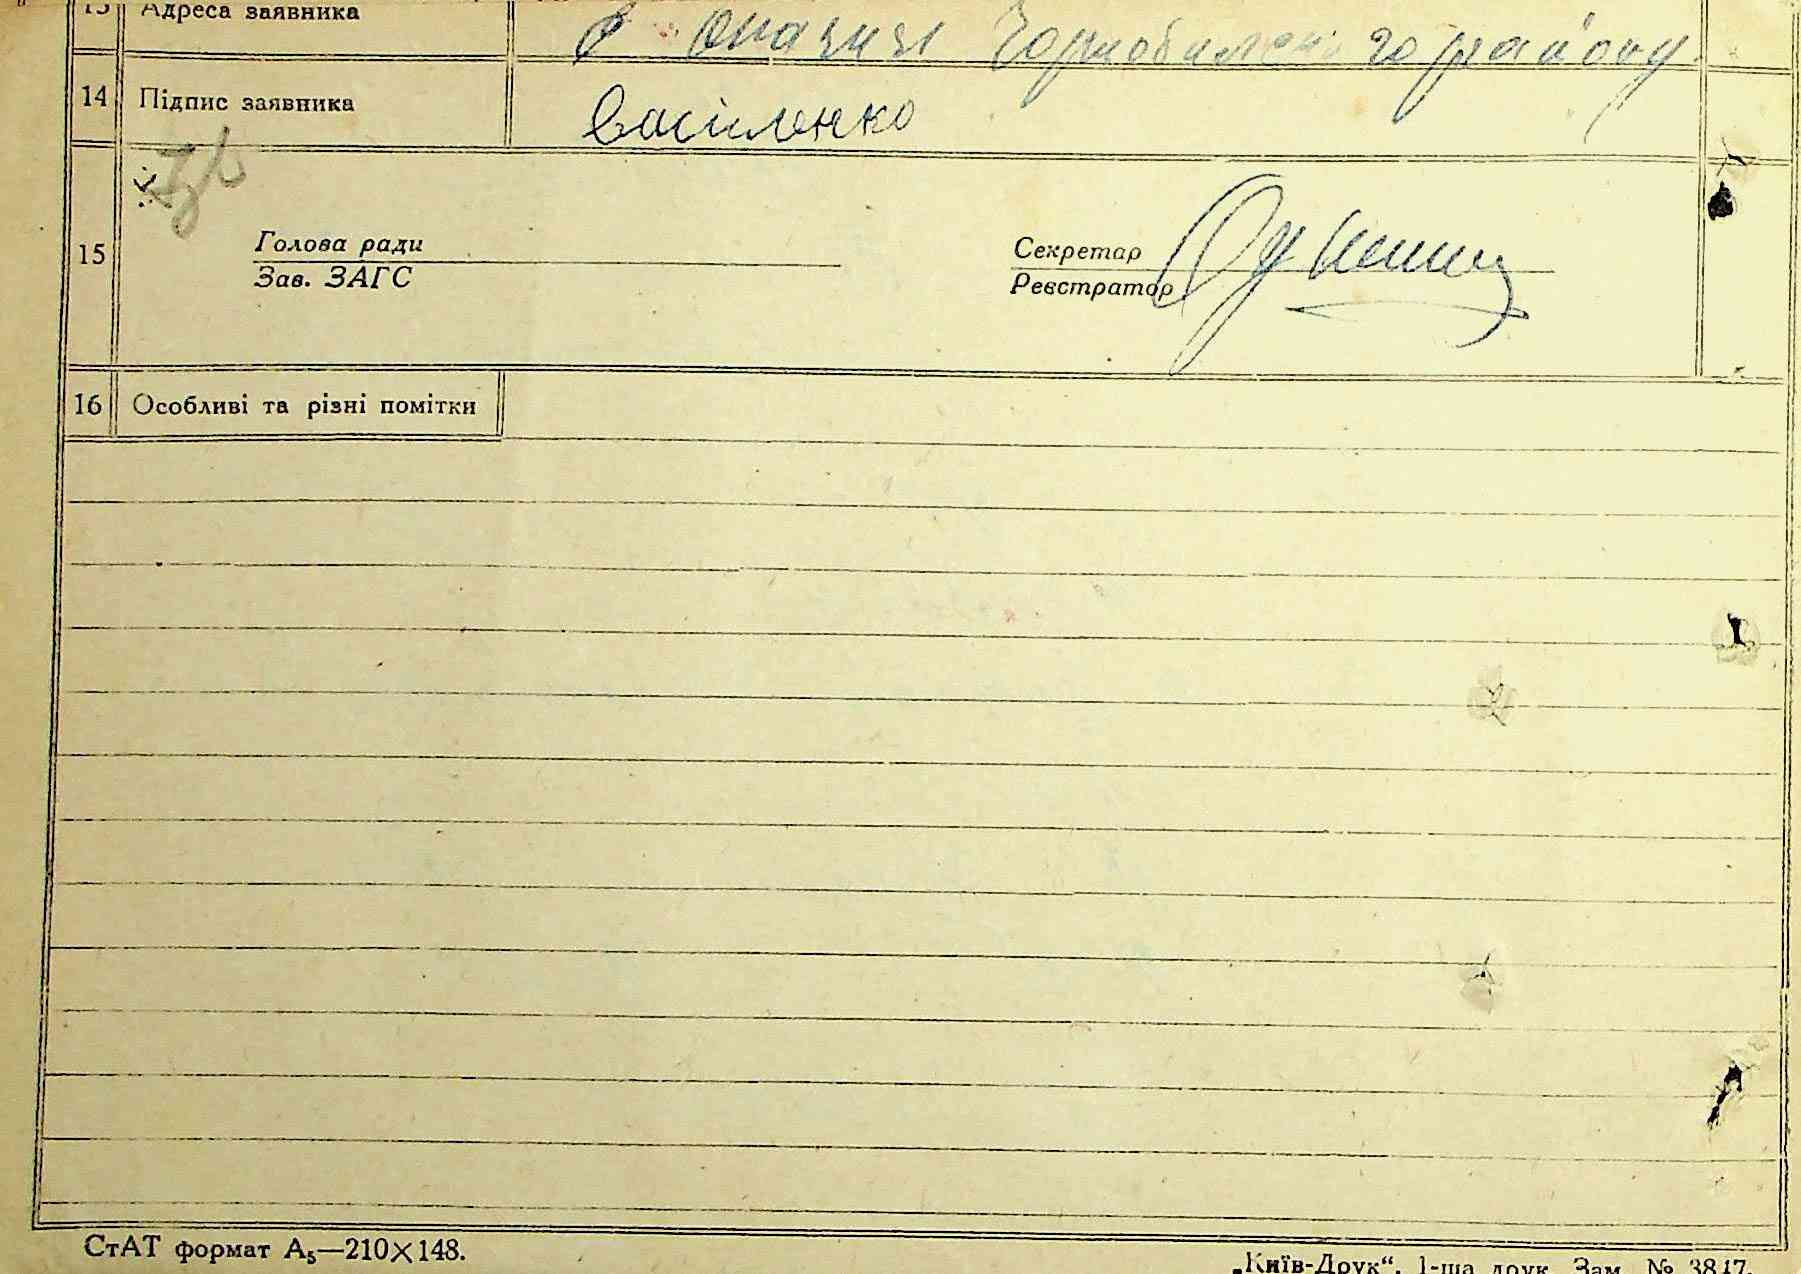 13 Адреса заявника с Опачичі Чорнобильського району
14 Підпис заявника Василенко
15 Голова ради Секретар
Зав. ЗАГС Реєстратор
16 Особливі та різні помітки
СтАТ формат А₅—210×148. „Київ-Друк“. 1-ша друк. Зам. № 3817.